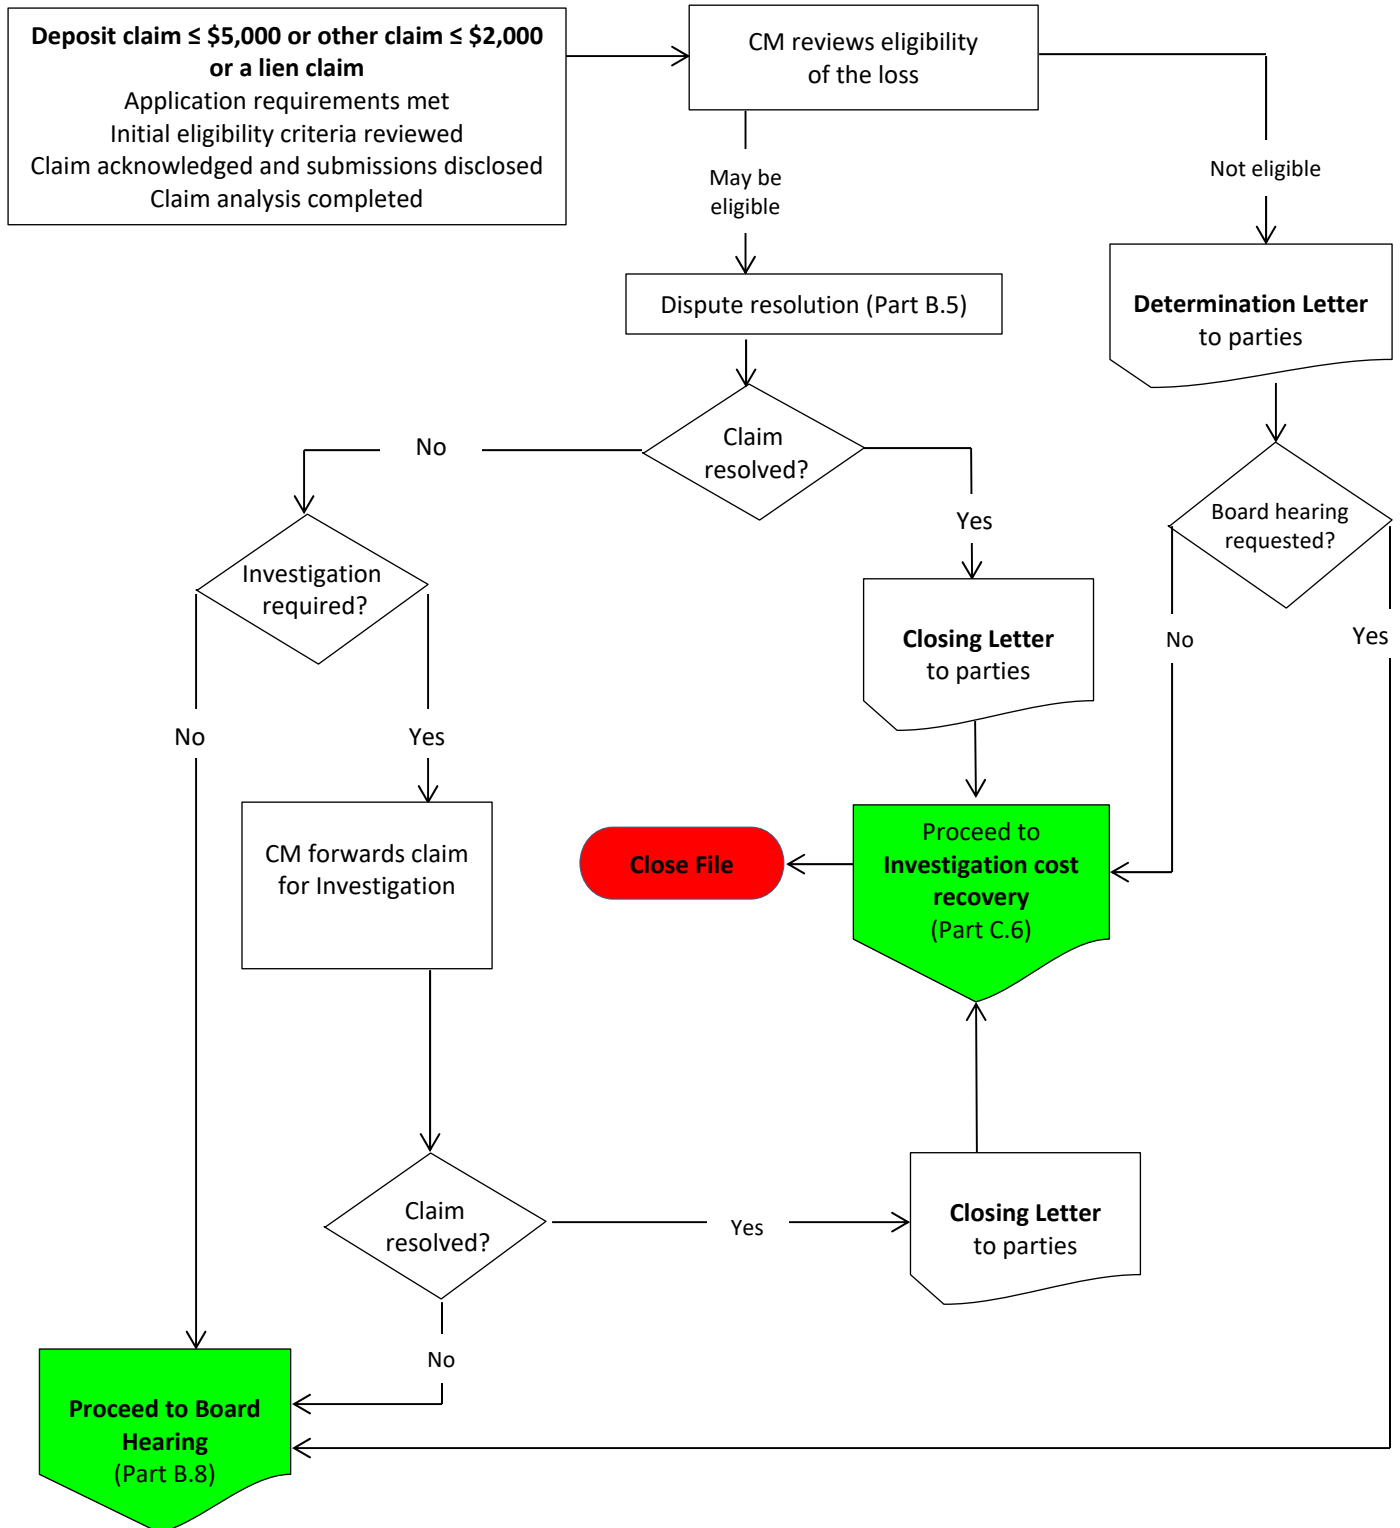 Deposit claim ≤ $5,000 or other claim ≤ $2,000
or a lien claim
Application requirements met
Initial eligibility criteria reviewed
Claim acknowledged and submissions disclosed
Claim analysis completed
CM reviews eligibility
of the loss
May be
eligible
Not eligible
Dispute resolution (Part B.5)
Determination Letter
to parties
Claim
resolved?
No
Yes
Board hearing
requested?
Investigation
required?
Closing Letter
to parties
No
Yes
No
Yes
CM forwards claim
for Investigation
Close File
Proceed to
Investigation cost
recovery
(Part C.6)
Claim
resolved?
Yes
Closing Letter
to parties
No
Proceed to Board
Hearing
(Part B.8)